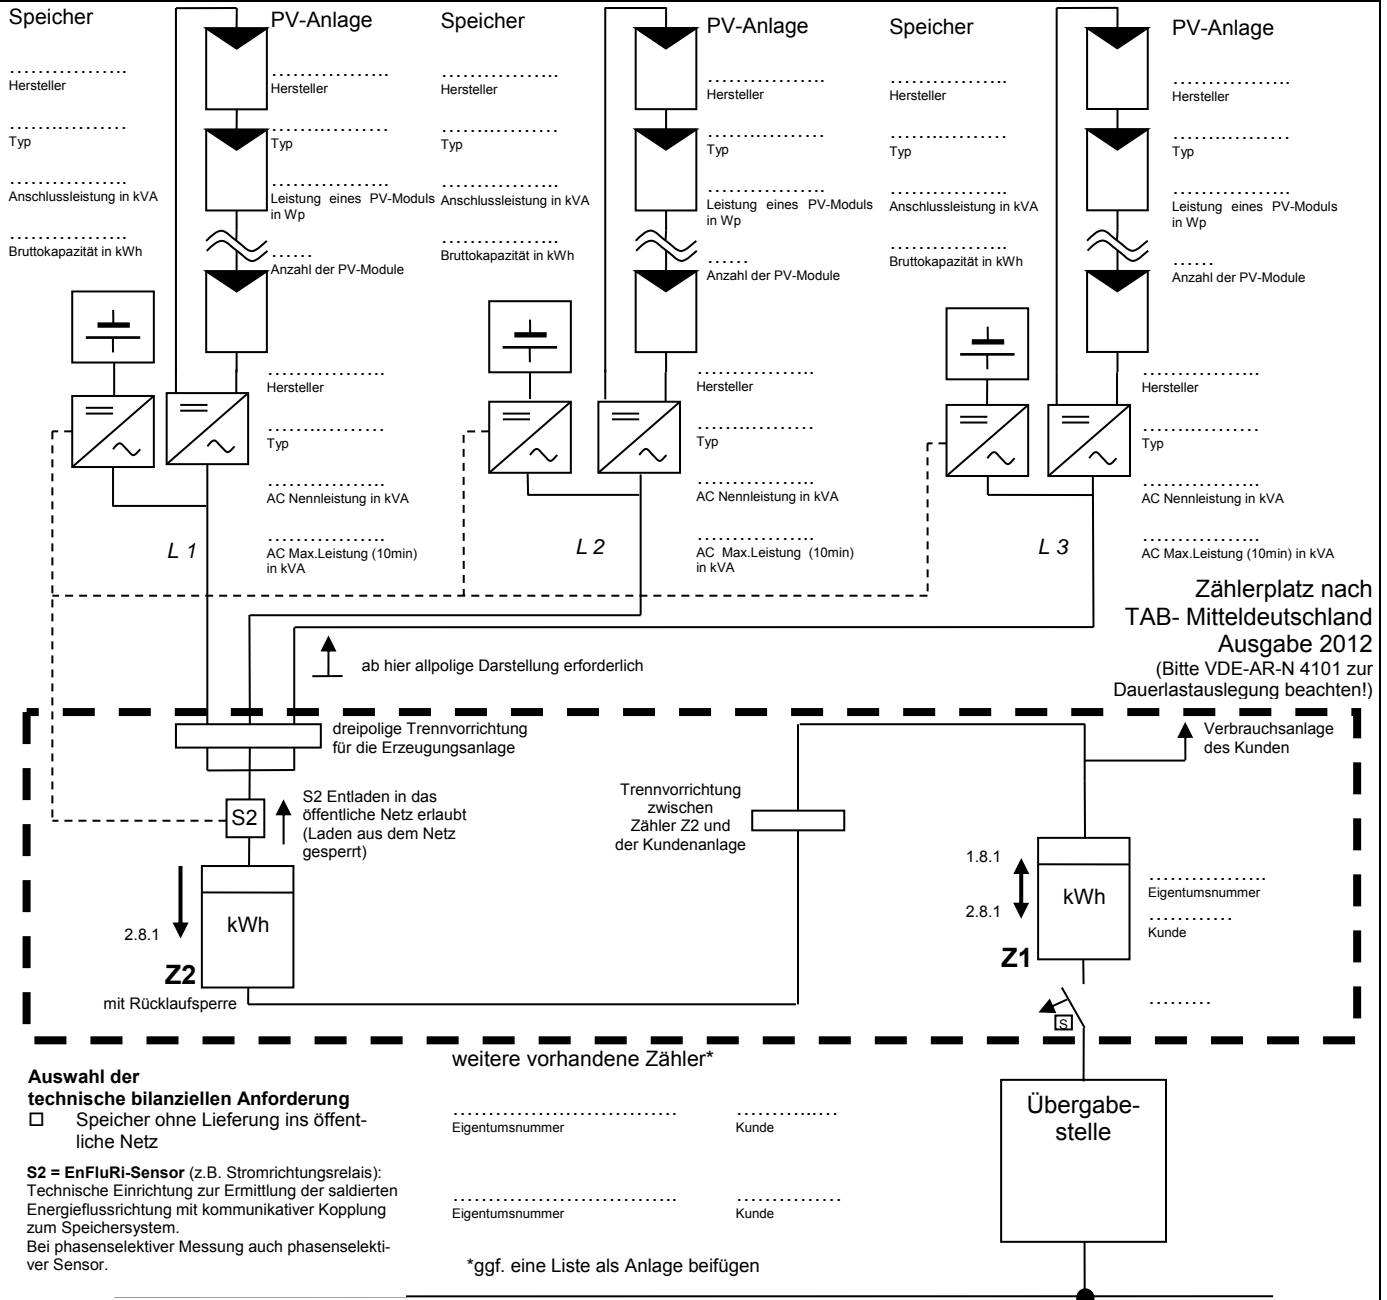 Speicher
………………..
Hersteller
………………..
Typ
………………..
Anschlussleistung in kVA
………………..
Bruttokapazität in kWh
PV-Anlage
………………
Hersteller
………………
Typ
………………
Leistung eines PV-Moduls
in Wp
……
Anzahl der PV-Module
………………
Hersteller
………………
Typ
………………
AC Nennleistung in kVA
………………
AC Max.Leistung (10min)
in kVA
L 1
Speicher
………………
Hersteller
………………
Typ
………………
Anschlussleistung in kVA
………………
Bruttokapazität in kWh
PV-Anlage
………………
Hersteller
………………
Typ
………………
Leistung eines PV-Moduls
in Wp
……
Anzahl der PV-Module
………………
Hersteller
………………
Typ
………………
AC Nennleistung in kVA
………………
AC Max.Leistung (10min)
in kVA
L 2
Speicher
………………
Hersteller
………………
Typ
………………
Anschlussleistung in kVA
………………
Bruttokapazität in kWh
PV-Anlage
………………
Hersteller
………………
Typ
………………
Leistung eines PV-Moduls
in Wp
……
Anzahl der PV-Module
………………
Hersteller
………………
Typ
………………
AC Nennleistung in kVA
………………
AC Max.Leistung (10min) in kVA
L 3
Zählerplatz nach
TAB- Mitteldeutschland
Ausgabe 2012
(Bitte VDE-AR-N 4101 zur
Dauerlastauslegung beachten!)
ab hier allpolige Darstellung erforderlich
dreipolige Trennvorrichtung
für die Erzeugungsanlage
S2
S2 Entladen in das
öffentliche Netz erlaubt
(Laden aus dem Netz
gesperrt)
2.8.1
kWh
Z2
mit Rücklaufsperre
Trennvorrichtung
zwischen
Zähler Z2 und
der Kundenanlage
Verbrauchsanlage
des Kunden
1.8.1
2.8.1
kWh
Z1
………………
Eigentumsnummer
…………
Kunde
………
S
Auswahl der
technische bilanziellen Anforderung
☐ Speicher ohne Lieferung ins öffent-
liche Netz
S2 = EnFluRi-Sensor (z.B. Stromrichtungsrelais):
Technische Einrichtung zur Ermittlung der saldierten
Energieflussrichtung mit kommunikativer Kopplung
zum Speichersystem.
Bei phasenselektiver Messung auch phasenselekti-
ver Sensor.
weitere vorhandene Zähler*
…………………………….
Eigentumsnummer
……………
Kunde
…………………………….
Eigentumsnummer
……………
Kunde
*ggf. eine Liste als Anlage beifügen
Übergabe-
stelle